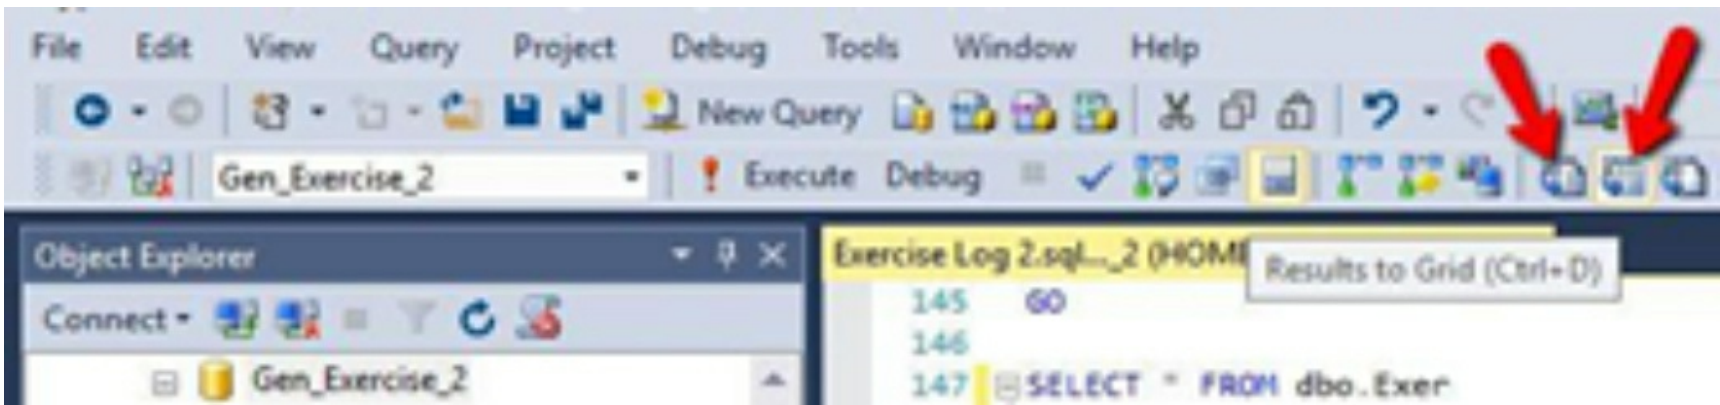 File Edit View Query Project Debug Tools Window Help
New Query
Gen_Exercise_2 Execute Debug
Object Explorer
Exercise Log 2.sql..._2 (HOME
Results to Grid (Ctrl+D)
Connect
145 GO
146
Gen_Exercise_2
147 SELECT * FROM dbo.Exer